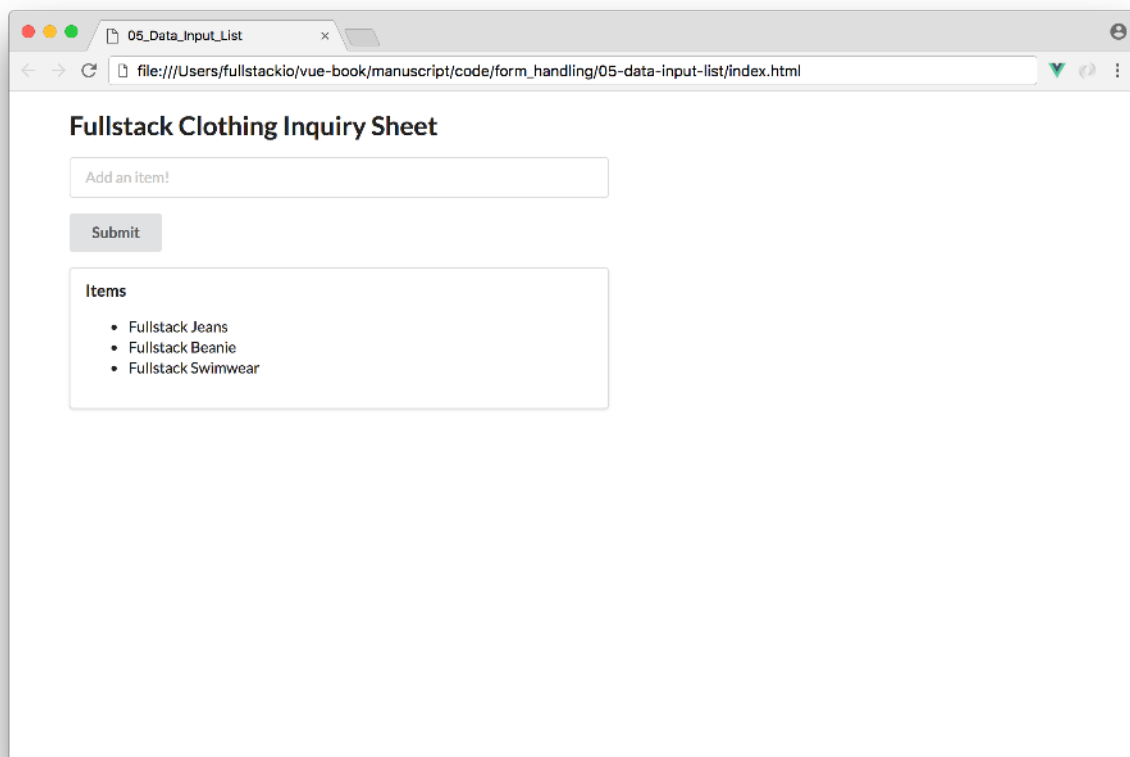 05_Data_Input_List
file:///Users/fullstackio/vue-book/manuscript/code/form_handling/05-data-input-list/index.html
Fullstack Clothing Inquiry Sheet
Add an item!
Submit
Items
• Fullstack Jeans
• Fullstack Beanie
• Fullstack Swimwear